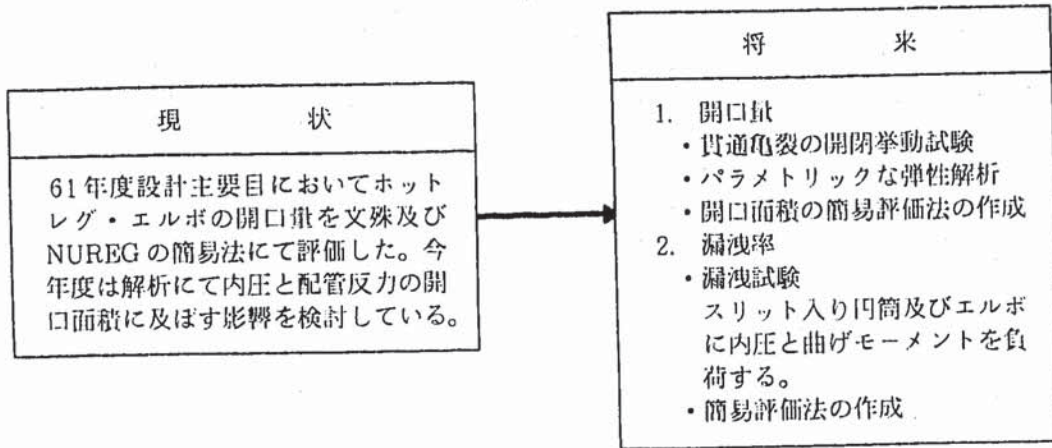 現状
61年度設計主要目においてホット
レグ・エルボの開口量を文殊及び
NUREGの簡易法にて評価した。今
年度は解析にて内圧と配管反力の開
口面積に及ぼす影響を検討している。
将来
1. 開口量
・貫通亀裂の開閉挙動試験
・パラメトリックな弾性解析
・開口面積の簡易評価法の作成
2. 漏洩率
・漏洩試験
スリット入り円筒及びエルボ
に内圧と曲げモーメントを負
荷する。
・簡易評価法の作成